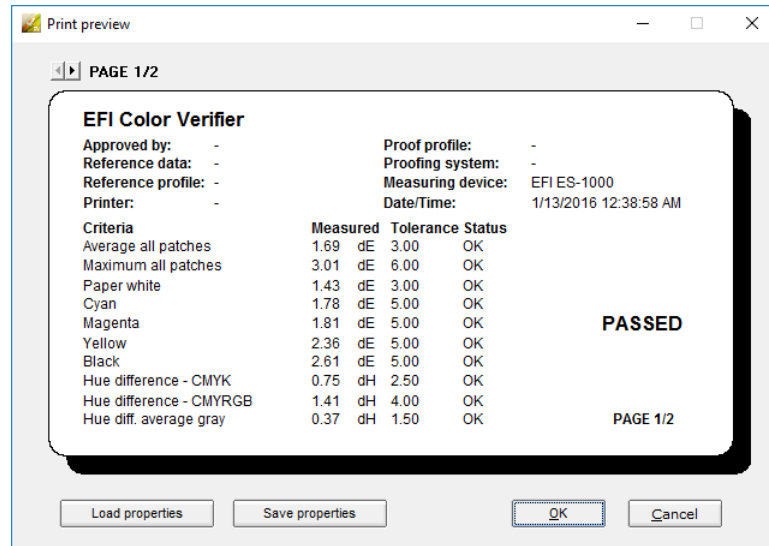 Print preview
PAGE 1/2
EFI Color Verifier
Approved by: - Proof profile: -
Reference data: - Proofing system: -
Reference profile: - Measuring device: EFI ES-1000
Printer: - Date/Time: 1/13/2016 12:38:58 AM
Criteria Measured Tolerance Status
Average all patches 1.69 dE 3.00 OK
Maximum all patches 3.01 dE 6.00 OK
Paper white 1.43 dE 3.00 OK
Cyan 1.78 dE 5.00 OK
Magenta 1.81 dE 5.00 OK PASSED
Yellow 2.36 dE 5.00 OK
Black 2.61 dE 5.00 OK
Hue difference - CMYK 0.75 dH 2.50 OK
Hue difference - CMYRGB 1.41 dH 4.00 OK
Hue diff. average gray 0.37 dH 1.50 OK PAGE 1/2
Load properties Save properties OK Cancel